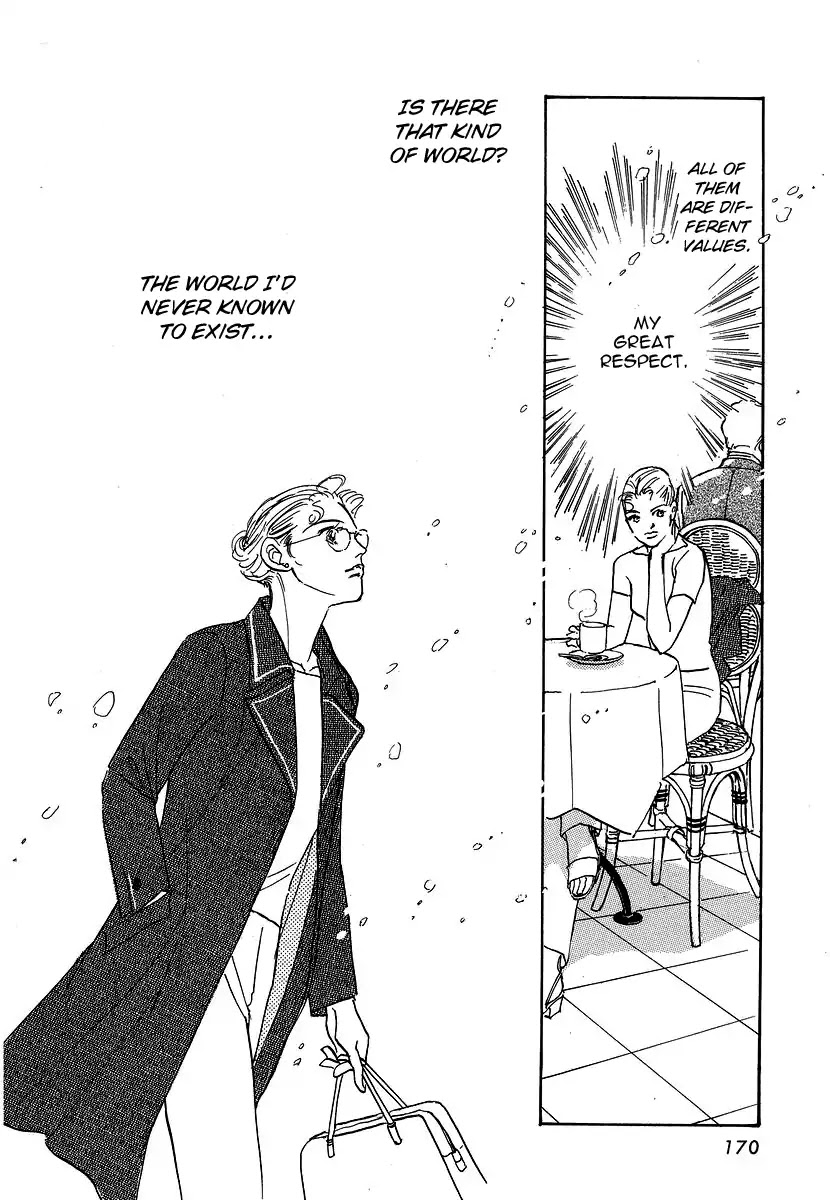 ALL OF
THEM
ARE DIF-
FERENT
VALUES.
MY
GREAT
RESPECT.
IS THERE
THAT KIND
OF WORLD?
THE WORLD I'D
NEVER KNOWN
TO EXIST...
170